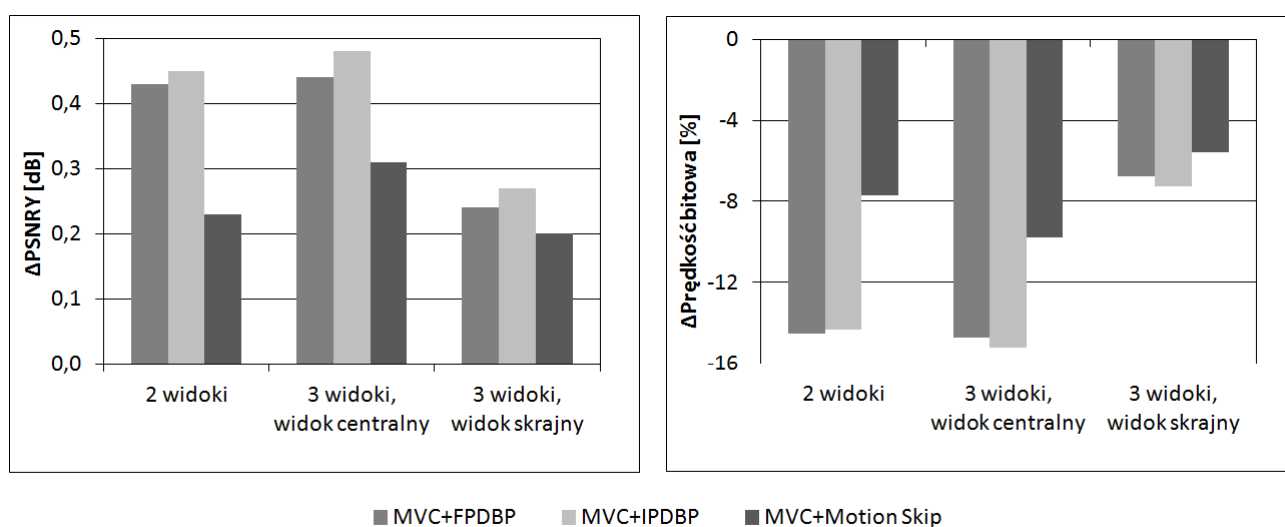 ΔPSNRY [dB]
0,5
0,4
0,3
0,2
0,1
0,0
2 widoki
3 widoki,
widok centralny
3 widoki,
widok skrajny
ΔPrędkośćbitowa [%]
0
-4
-8
-12
-16
2 widoki
3 widoki,
widok centralny
3 widoki,
widok skrajny
MVC+FPDBP MVC+IPDBP MVC+Motion Skip